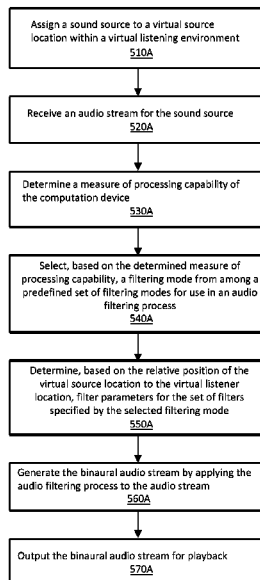 Assign a sound source to a virtual source
location within a virtual listening environment
510A
Receive an audio stream for the sound source
520A
Determine a measure of processing capability of
the computation device
530A
Select, based on the determined measure of
processing capability, a filtering mode from among a
predefined set of filtering modes for use in an audio
filtering process
540A
Determine, based on the relative position of the
virtual source location to the virtual listener
location, filter parameters for the set of filters
specified by the selected filtering mode
550A
Generate the binaural audio stream by applying the
audio filtering process to the audio stream
560A
Output the binaural audio stream for playback
570A